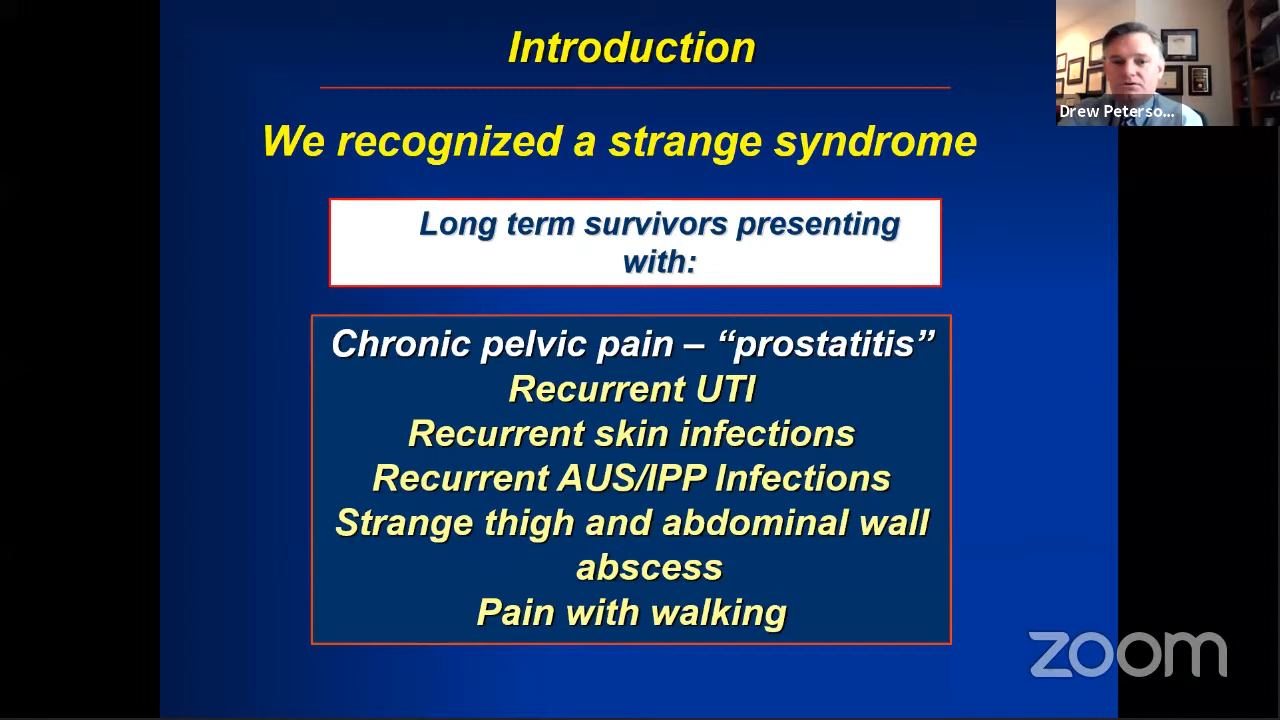 Introduction
Drew Peterso...
We recognized a strange syndrome
Long term survivors presenting
with:
Chronic pelvic pain – “prostatitis”
Recurrent UTI
Recurrent skin infections
Recurrent AUS/IPP Infections
Strange thigh and abdominal wall
abscess
Pain with walking
zoom